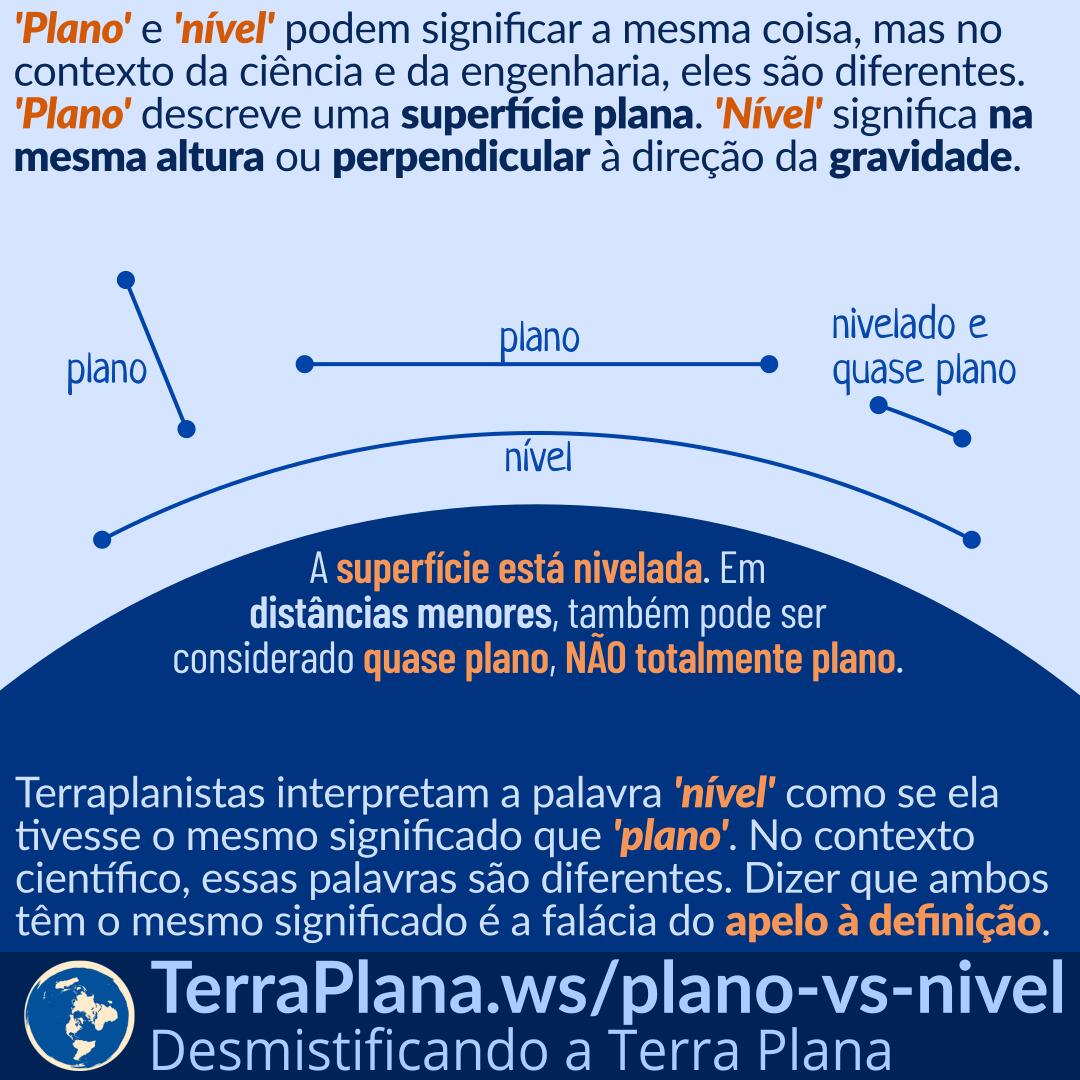 'Plano' e 'nível' podem significar a mesma coisa, mas no
contexto da ciência e da engenharia, eles são diferentes.
'Plano' descreve uma superfície plana. 'Nível' significa na
mesma altura ou perpendicular à direção da gravidade.
plano
plano
nivelado e
quase plano
nível
A superfície está nivelada. Em
distâncias menores, também pode ser
considerado quase plano, NÃO totalmente plano.
Terraplanistas interpretam a palavra 'nível' como se ela
tivesse o mesmo significado que 'plano'. No contexto
científico, essas palavras são diferentes. Dizer que ambos
têm o mesmo significado é a falácia do apelo à definição.
TerraPlana.ws/plano-vs-nivel
Desmistificando a Terra Plana